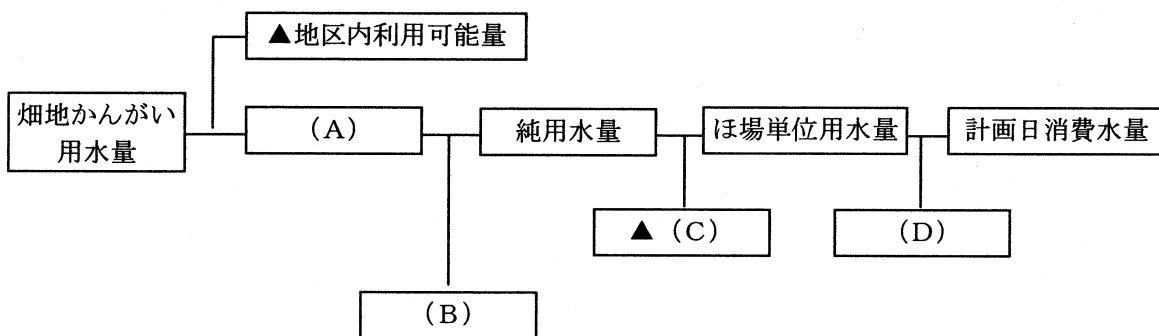 ▲地区内利用可能量
畑地かんがい
用水量
(A)
純用水量
ほ場単位用水量
計画日消費水量
▲ (C)
(D)
(B)